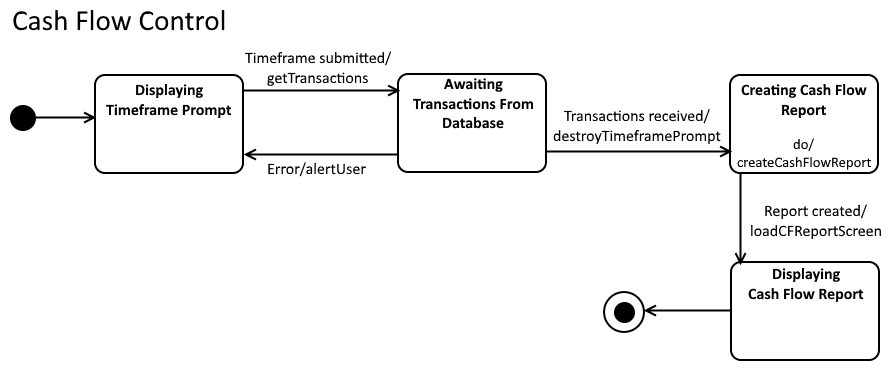 Cash Flow Control
Timeframe submitted/
getTransactions
Displaying
Timeframe Prompt
Awaiting
Transactions From
Database
Error/alertUser
Transactions received/
destroyTimeframePrompt
Creating Cash Flow
Report
do/
createCashFlowReport
Report created/
loadCFReportScreen
Displaying
Cash Flow Report